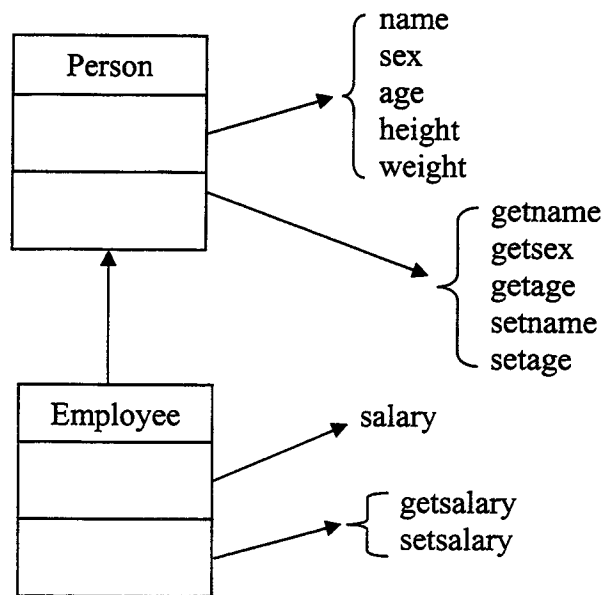 Person
name
sex
age
height
weight
getname
getsex
getage
setname
setage
Employee
salary
getsalary
setsalary